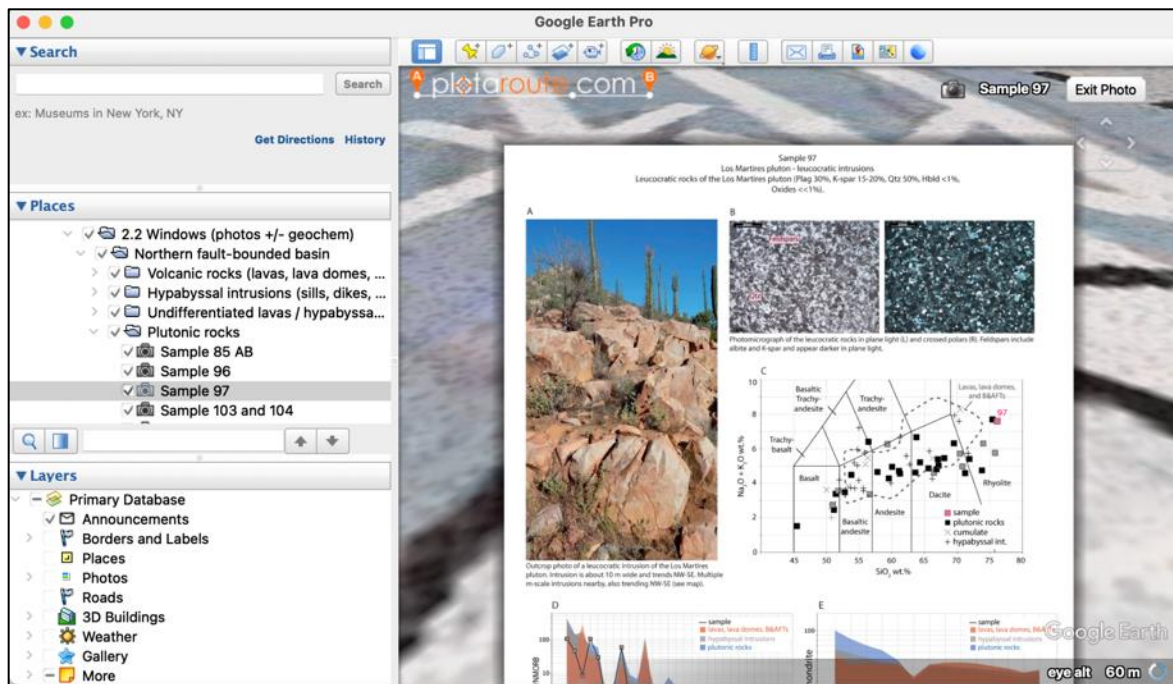 Google Earth Pro
Search
Search
ex: Museums in New York, NY
Get Directions History
Places
2.2 Windows (photos +/- geochem)
Northern fault-bounded basin
Volcanic rocks (lavas, lava domes, ...
Hypabyssal intrusions (sills, dikes, ...
Undifferentiated lavas / hypabyssa...
Plutonic rocks
Sample 85 AB
Sample 96
Sample 97
Sample 103 and 104
Layers
Primary Database
Announcements
Borders and Labels
Places
Photos
Roads
3D Buildings
Weather
Gallery
More
A plotaroute.com B
Sample 97
Exit Photo
Sample 97
Los Martires pluton - leucocratic intrusions
Leucocratic rocks of the Los Martires pluton (Plag 30%, K-spar 15-20%, Qtz 50%, Hbld <1%,
Oxides <<1%).
A
Outcrop photo of a leucocratic intrusion of the Los Martires
pluton. Intrusion is about 10 m wide and trends NW-SE. Multiple
m-scale intrusions nearby, also trending NW-SE (see map).
B
Feldspars
Qtz
Photomicrograph of the leucocratic rocks in plane light (L) and crossed polars (R). Feldspars include
albite and K-spar and appear darker in plane light.
C
Na2O + K2O wt.%
10
8
6
4
2
0
Basaltic
Trachy-
andesite
Trachy-
andesite
Lavas, lava domes,
and B&AFTs
97
Trachy-
basalt
Basalt
Basaltic
andesite
Andesite
Dacite
Rhyolite
sample
plutonic rocks
cumulate
hypabyssal int.
45 50 55 60 65 70 75 80
SiO2 wt.%
D
100
NMORB
sample
lavas, lava domes, B&AFTs
hypabyssal intrusions
plutonic rocks
E
100
hondrite
sample
lavas, lava domes, B&AFTs
hypabyssal intrusions
plutonic rocks
Google Earth
eye alt 60 m